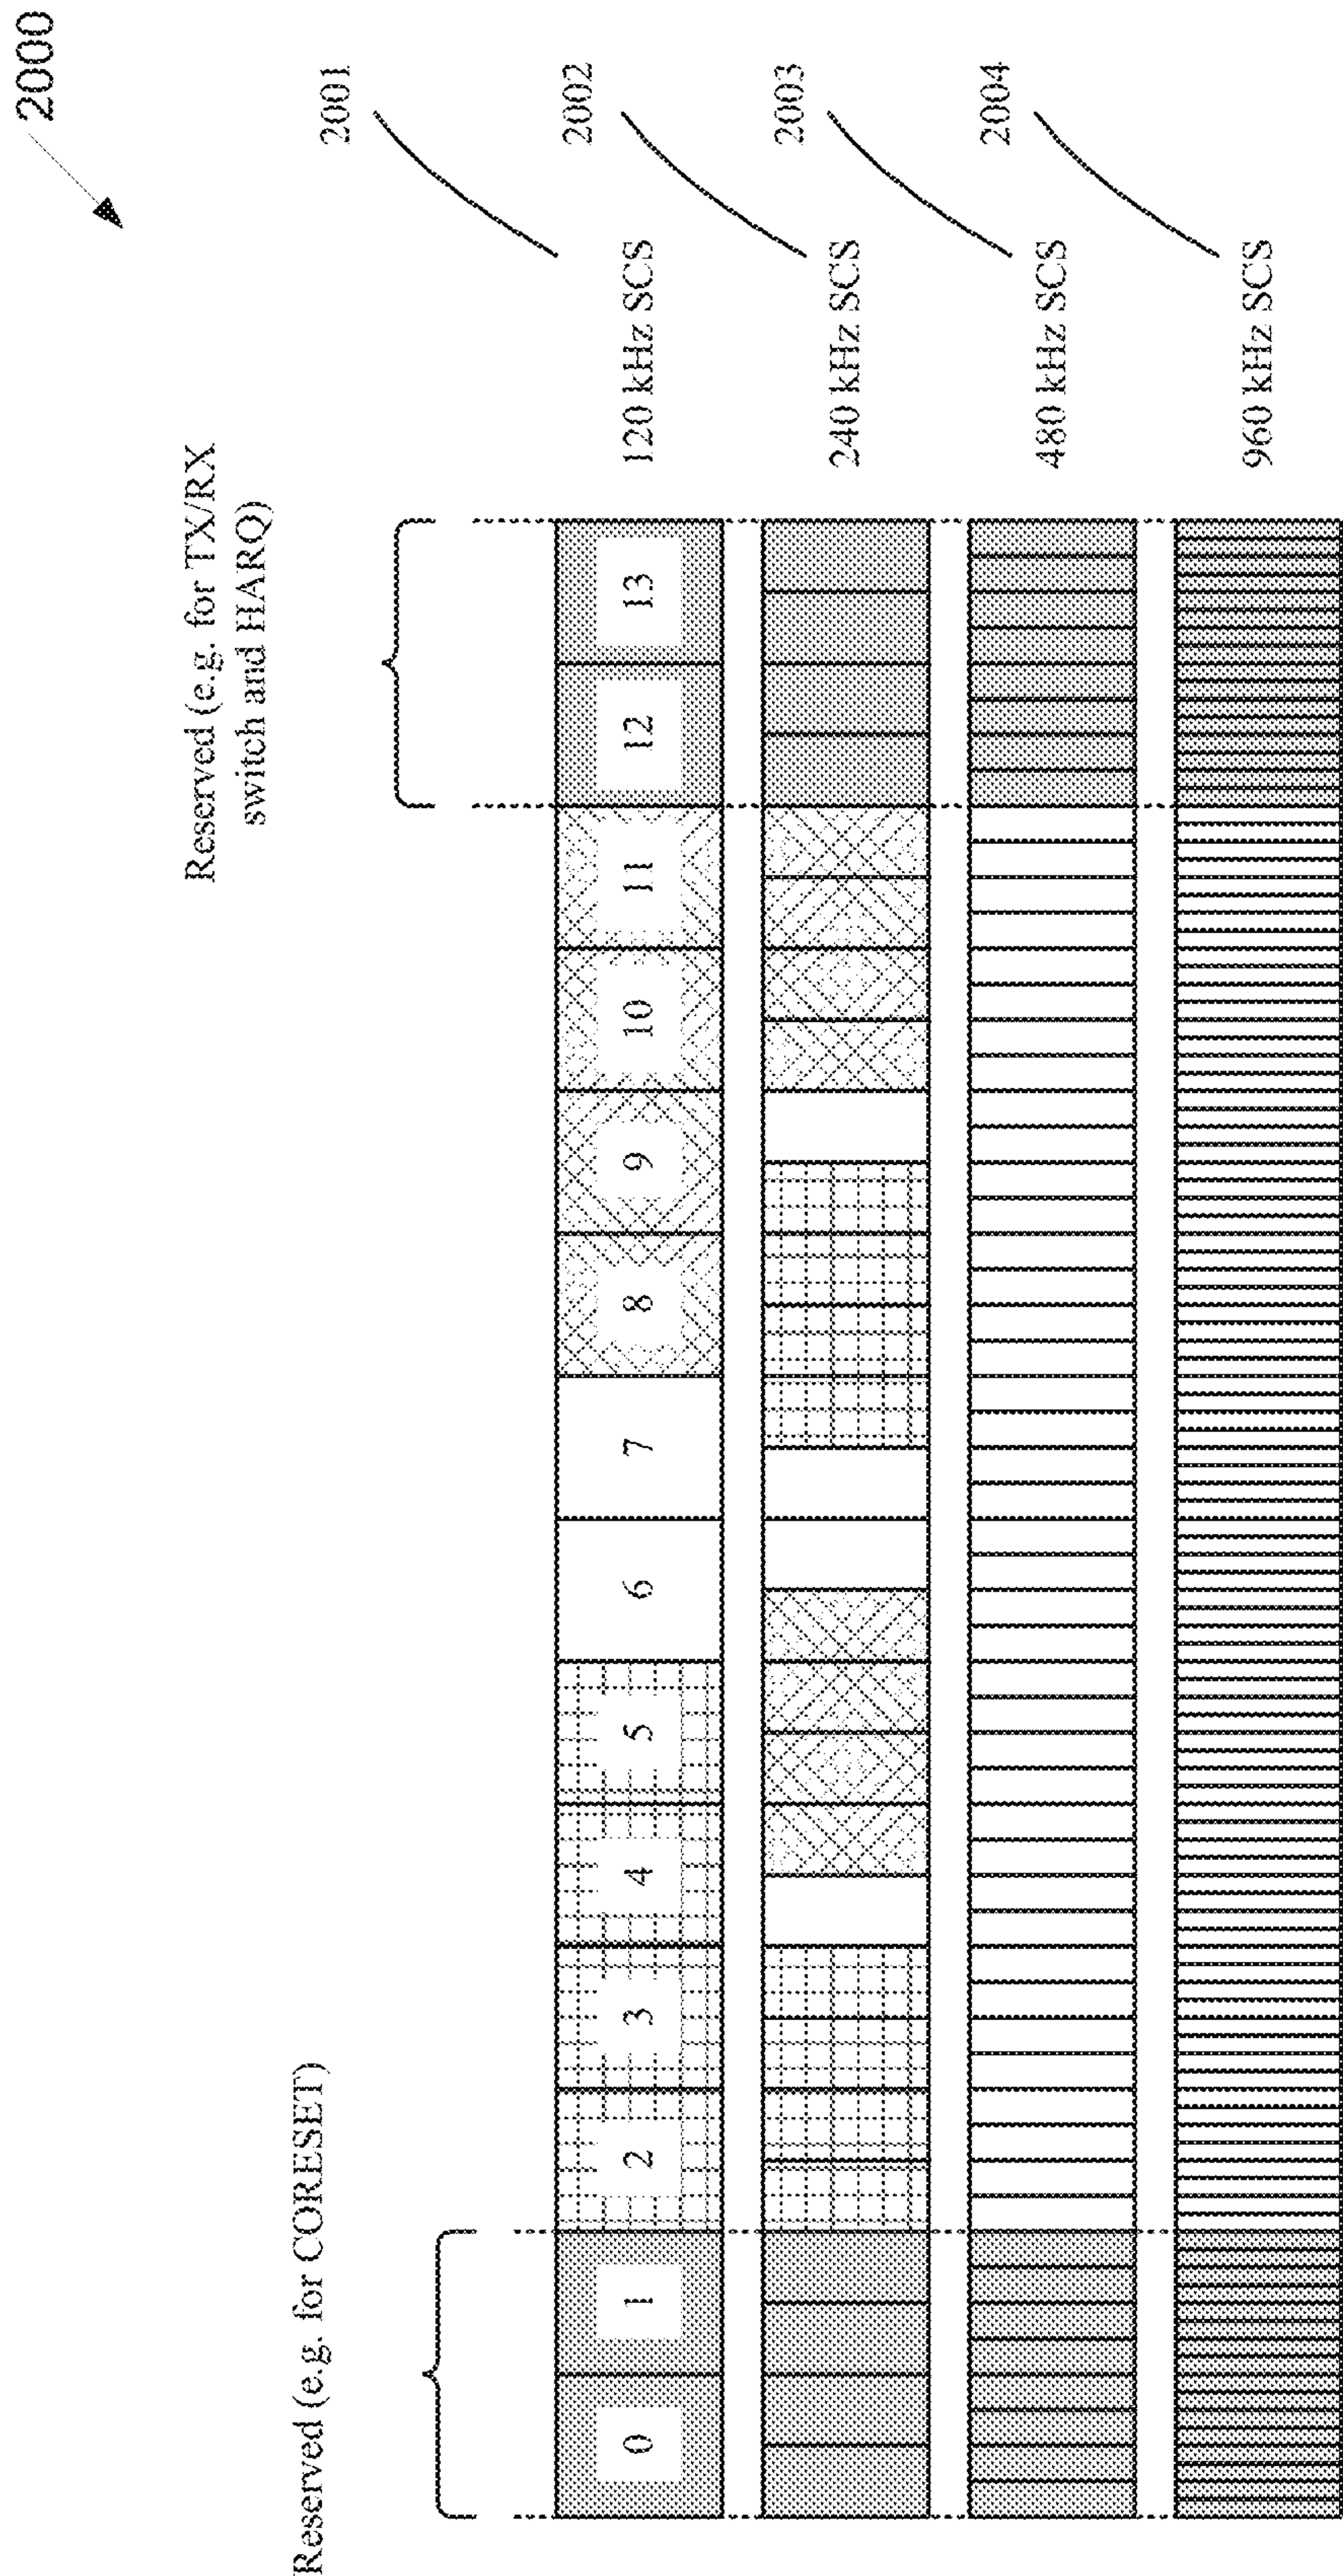 2000
Reserved (e.g. for CORESET)
Reserved (e.g. for TX/RX
switch and HARQ)
0 1 2 3 4 5 6 7 8 9 10 11 12 13
120 kHz SCS
2001
240 kHz SCS
2002
480 kHz SCS
2003
960 kHz SCS
2004